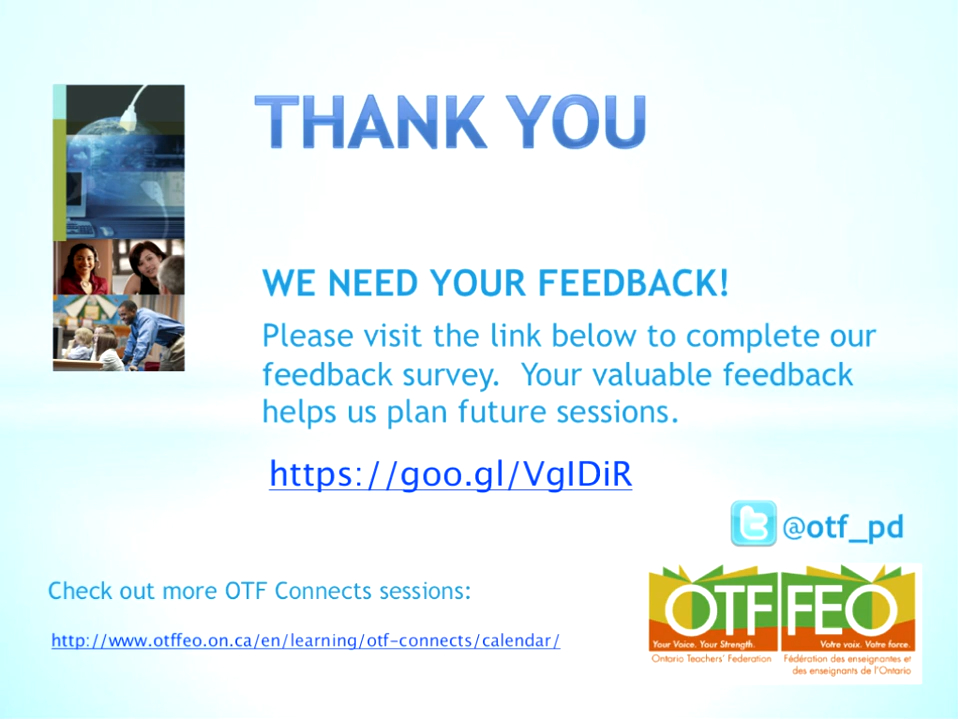 THANK YOU
WE NEED YOUR FEEDBACK!
Please visit the link below to complete our
feedback survey.  Your valuable feedback
helps us plan future sessions.
https://goo.gl/VgIDiR
@otf_pd
Check out more OTF Connects sessions:
http://www.otffeo.on.ca/en/learning/otf-connects/calendar/
OTF FEO
Your Voice. Your Strength. Votre voix. Votre force.
Ontario Teachers' Federation
Fédération des enseignantes et
des enseignants de l'Ontario